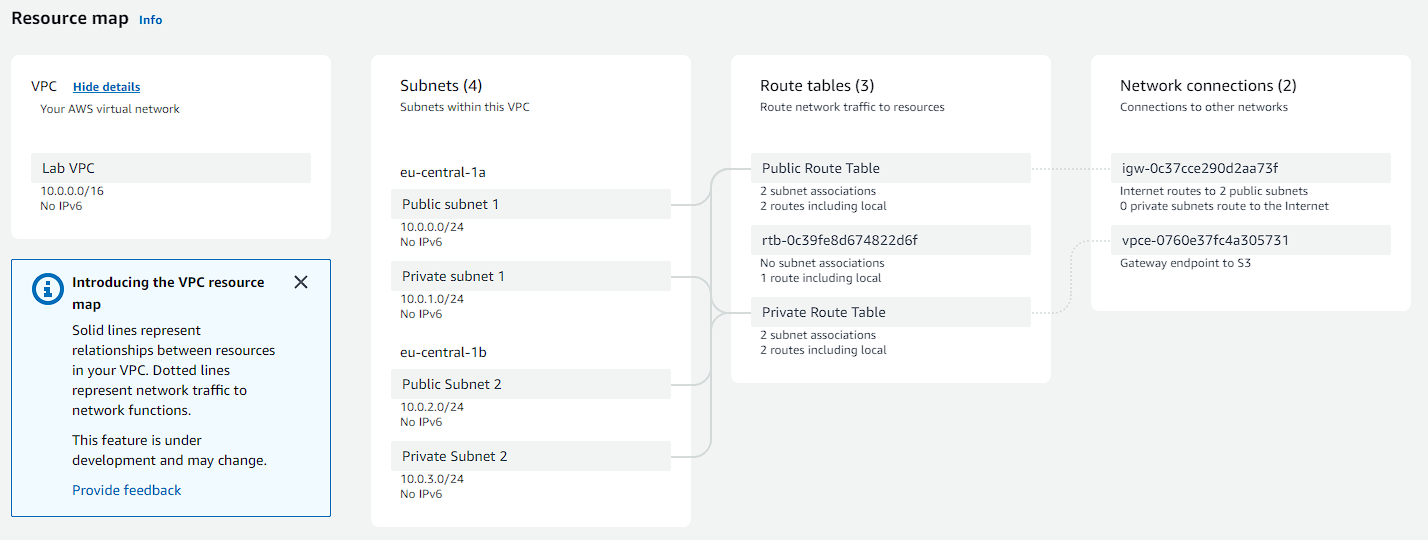 Resource map Info
VPC Hide details
Your AWS virtual network
Lab VPC
10.0.0.0/16
No IPv6
Introducing the VPC resource
map
Solid lines represent
relationships between resources
in your VPC. Dotted lines
represent network traffic to
network functions.
This feature is under
development and may change.
Provide feedback
Subnets (4)
Subnets within this VPC
eu-central-1a
Public subnet 1
10.0.0.0/24
No IPv6
Private subnet 1
10.0.1.0/24
No IPv6
eu-central-1b
Public Subnet 2
10.0.2.0/24
No IPv6
Private Subnet 2
10.0.3.0/24
No IPv6
Route tables (3)
Route network traffic to resources
Public Route Table
2 subnet associations
2 routes including local
rtb-0c39fe8d674822d6f
No subnet associations
1 route including local
Private Route Table
2 subnet associations
2 routes including local
Network connections (2)
Connections to other networks
igw-0c37cce290d2aa73f
Internet routes to 2 public subnets
0 private subnets route to the Internet
vpce-0760e37fc4a305731
Gateway endpoint to S3